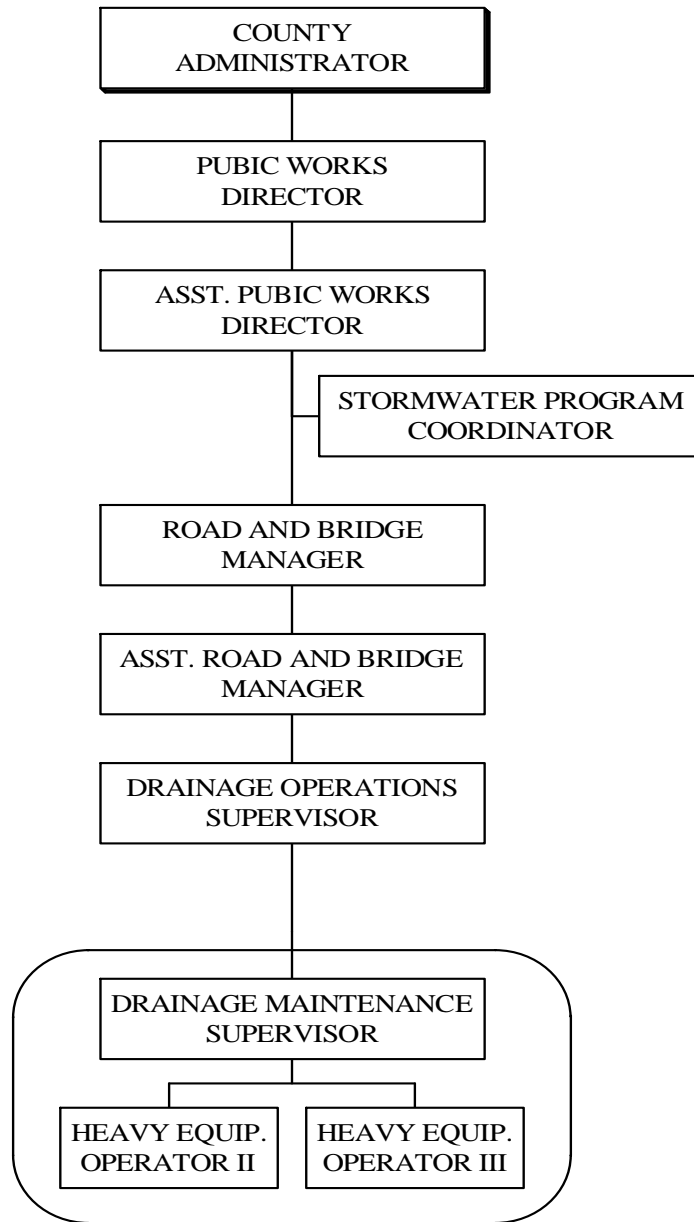 COUNTY
ADMINISTRATOR
PUBIC WORKS
DIRECTOR
ASST. PUBIC WORKS
DIRECTOR
STORMWATER PROGRAM
COORDINATOR
ROAD AND BRIDGE
MANAGER
ASST. ROAD AND BRIDGE
MANAGER
DRAINAGE OPERATIONS
SUPERVISOR
DRAINAGE MAINTENANCE
SUPERVISOR
HEAVY EQUIP.
OPERATOR II
HEAVY EQUIP.
OPERATOR III